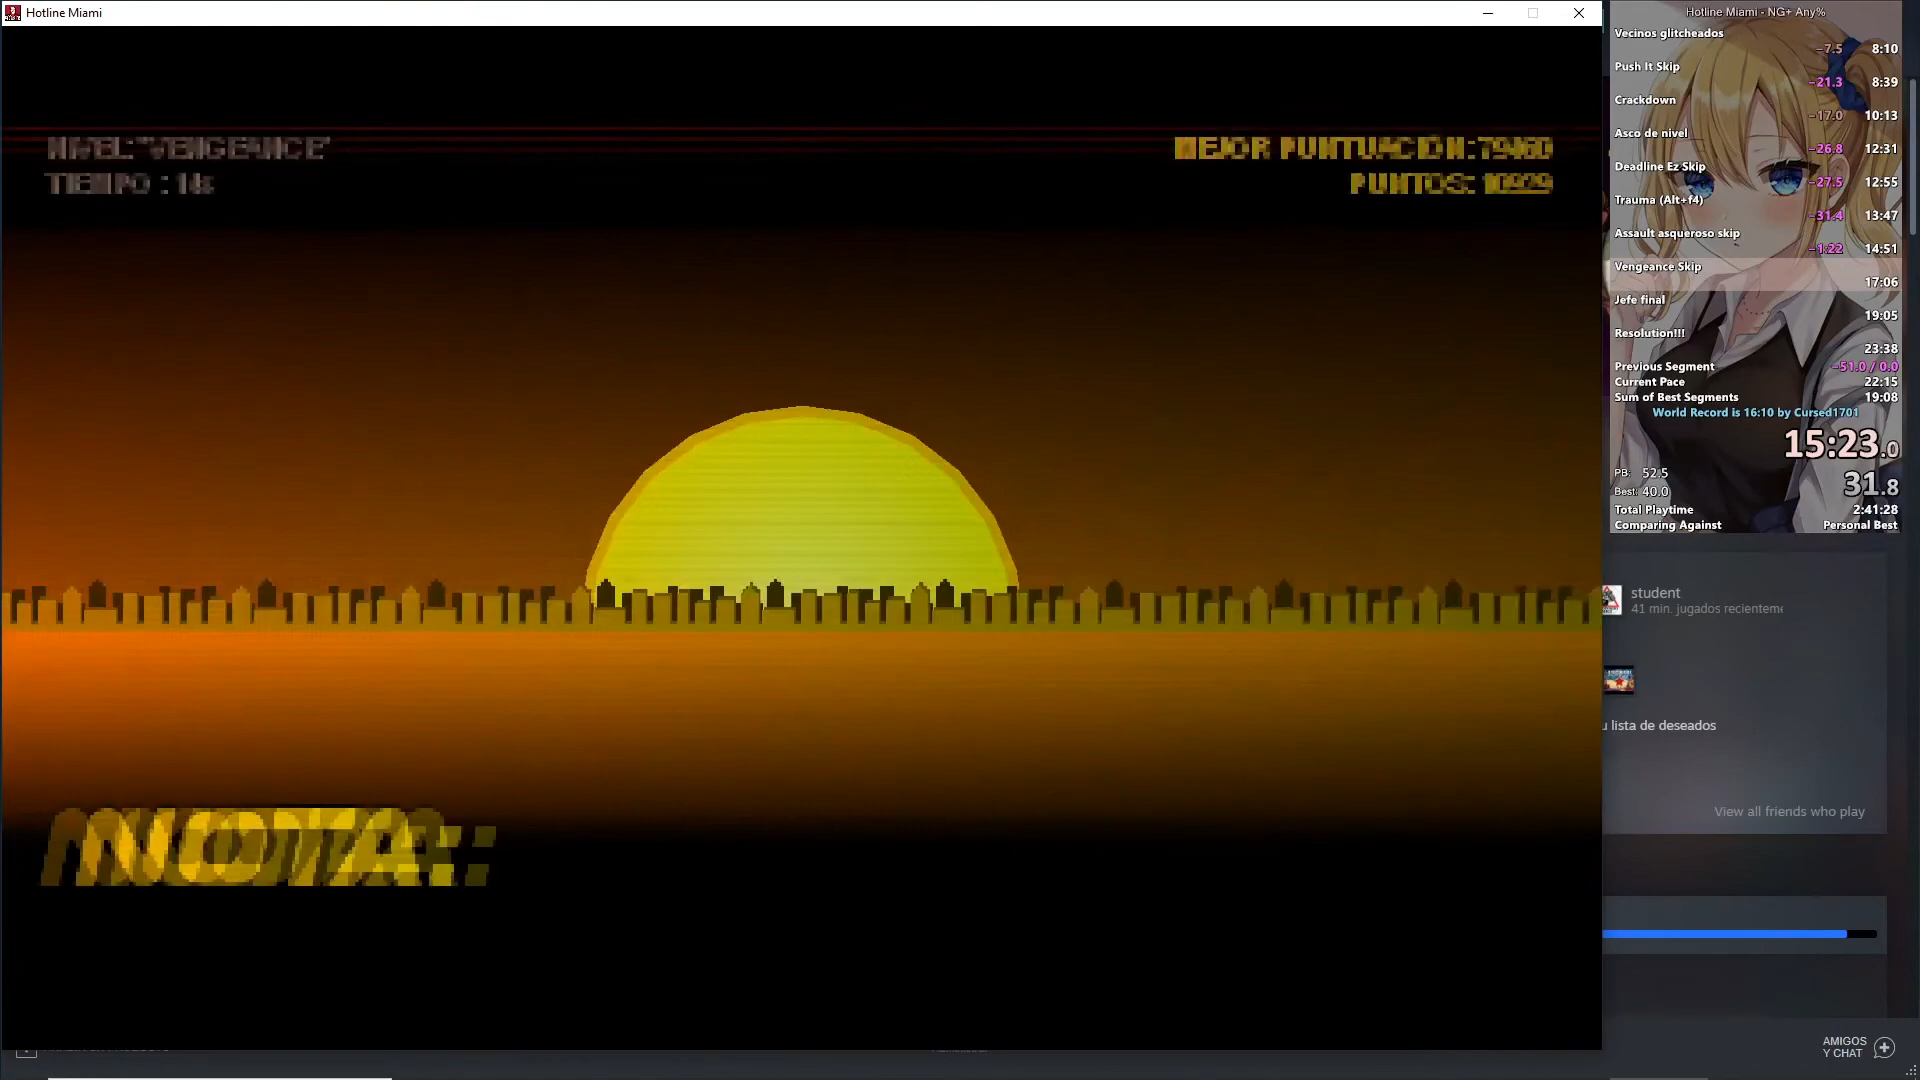 Hotline Miami
NIVEL:"VENGEANCE"
TIEMPO : 14s
MEJOR PUNTUACIÓN:79460
PUNTOS:
NOTA:
Hotline Miami - NG+ Any%
Vecinos glitcheados
-7.5 8:10
Push It Skip
-21.3 8:39
Crackdown
-17.0 10:13
Asco de nivel
-26.8 12:31
Deadline Ez Skip
-27.5 12:55
Trauma (Alt+f4)
-31.4 13:47
Assault asqueroso skip
-1:22 14:51
Vengeance Skip
17:06
Jefe final
19:05
Resolution!!!
23:38
Previous Segment -51.0 / 0.0
Current Pace 22:15
Sum of Best Segments 19:08
World Record is 16:10 by Cursed1701
15:23.0
PB: 52.5
Best: 40.0
31.8
Total Playtime 2:41:28
Comparing Against Personal Best
student
41 min. jugados recienteme
u lista de deseados
View all friends who play
AMIGOS
Y CHAT